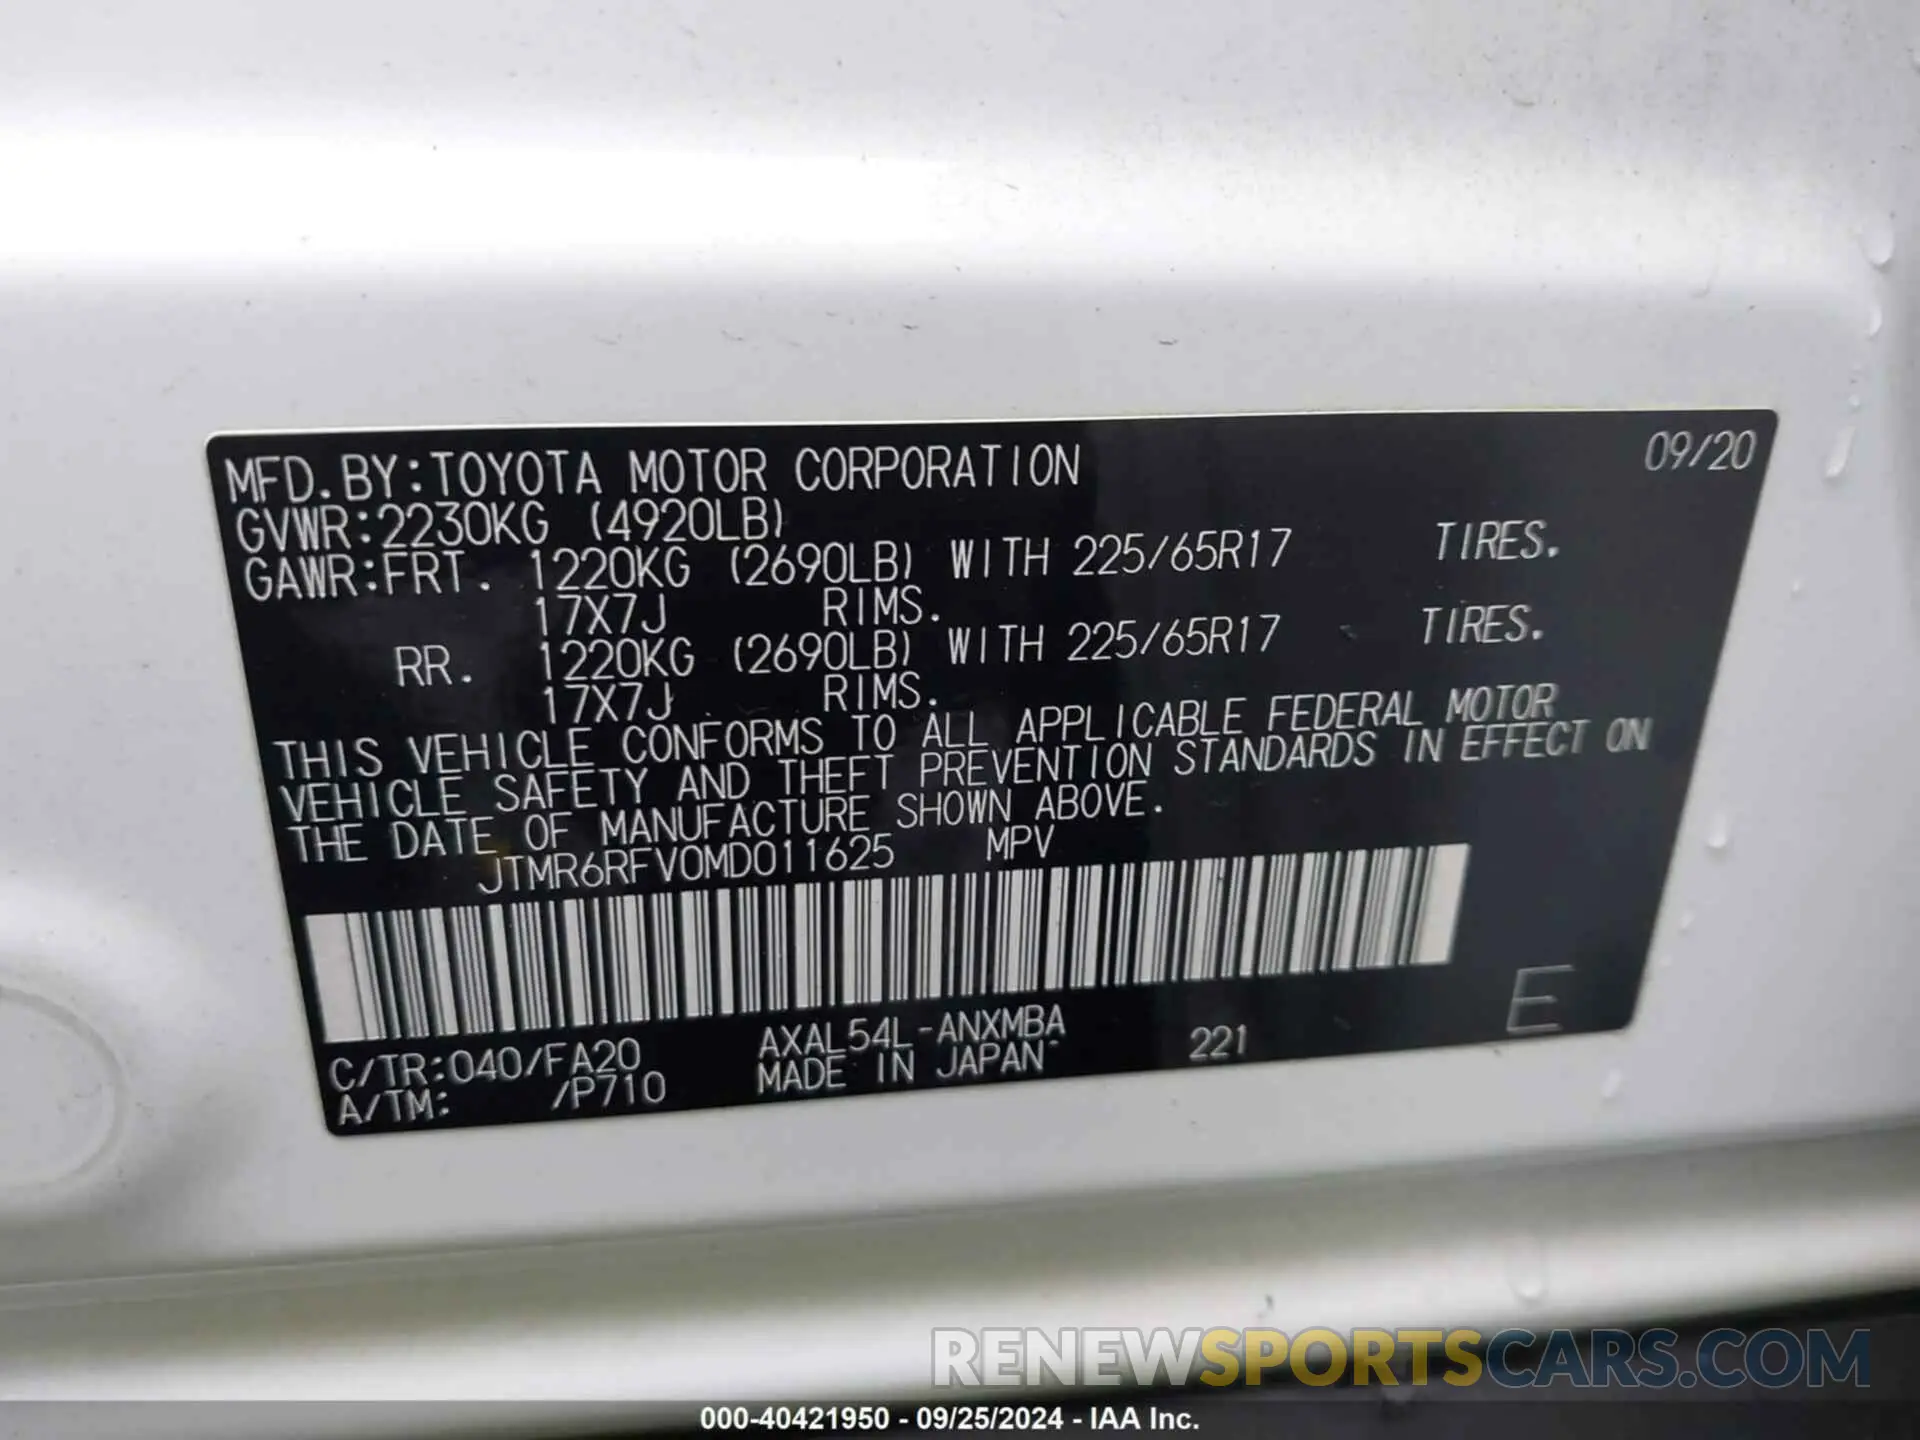 MFD.BY:TOYOTA MOTOR CORPORATION 09/20
GVWR:2230KG (4920LB)
GAWR:FRT. 1220KG (2690LB) WITH 225/65R17 TIRES.
17X7J RIMS.
RR. 1220KG (2690LB) WITH 225/65R17 TIRES.
17X7J RIMS.
THIS VEHICLE CONFORMS TO ALL APPLICABLE FEDERAL MOTOR
VEHICLE SAFETY AND THEFT PREVENTION STANDARDS IN EFFECT ON
THE DATE OF MANUFACTURE SHOWN ABOVE.
JTMR6RFV0MD011625 MPV
E
C/TR:040/FA20 AXAL54L-ANXMBA 221
A/TM: /P710 MADE IN JAPAN
RENEWSPORTSCARS.COM
000-40421950 - 09/25/2024 - IAA Inc.